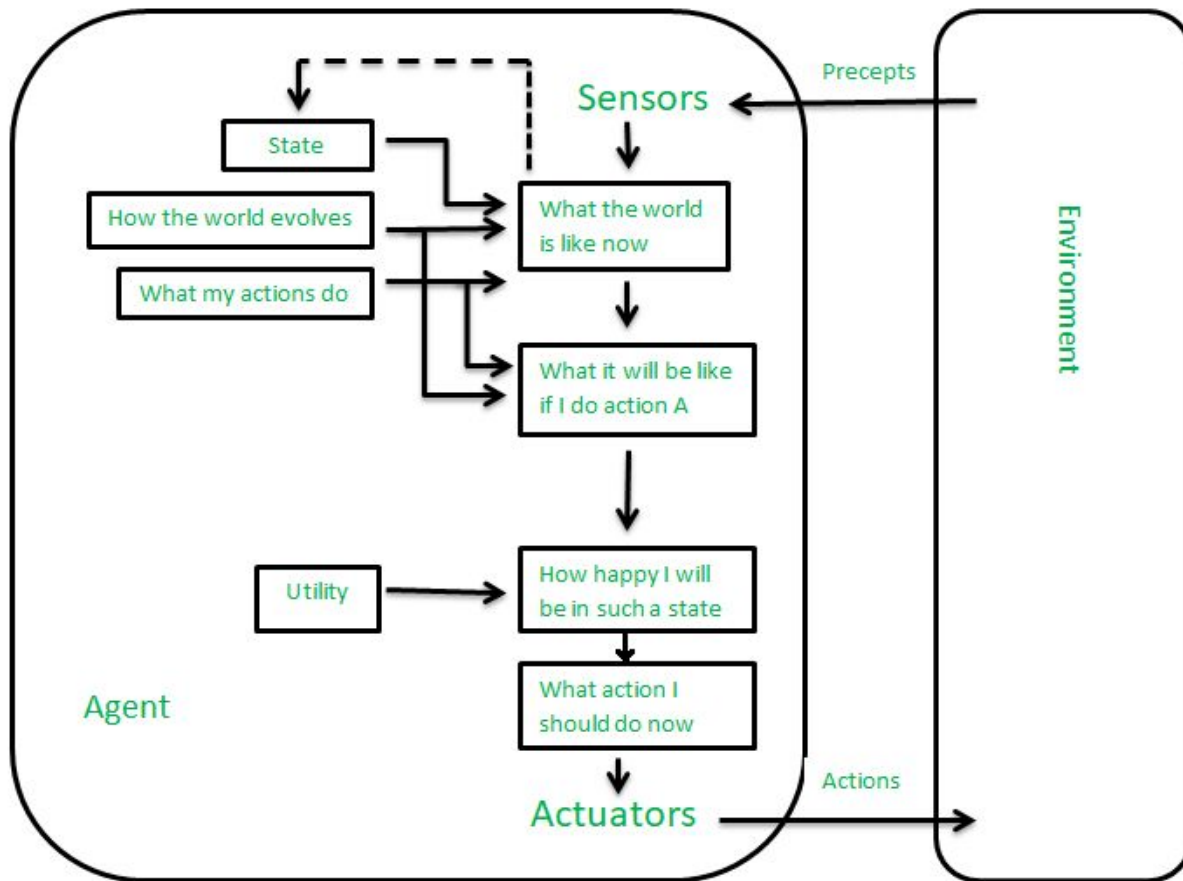 Precepts
Sensors
State
How the world evolves
What my actions do
What the world
is like now
What it will be like
if I do action A
Environment
Utility
How happy I will
be in such a state
What action I
should do now
Agent
Actuators
Actions